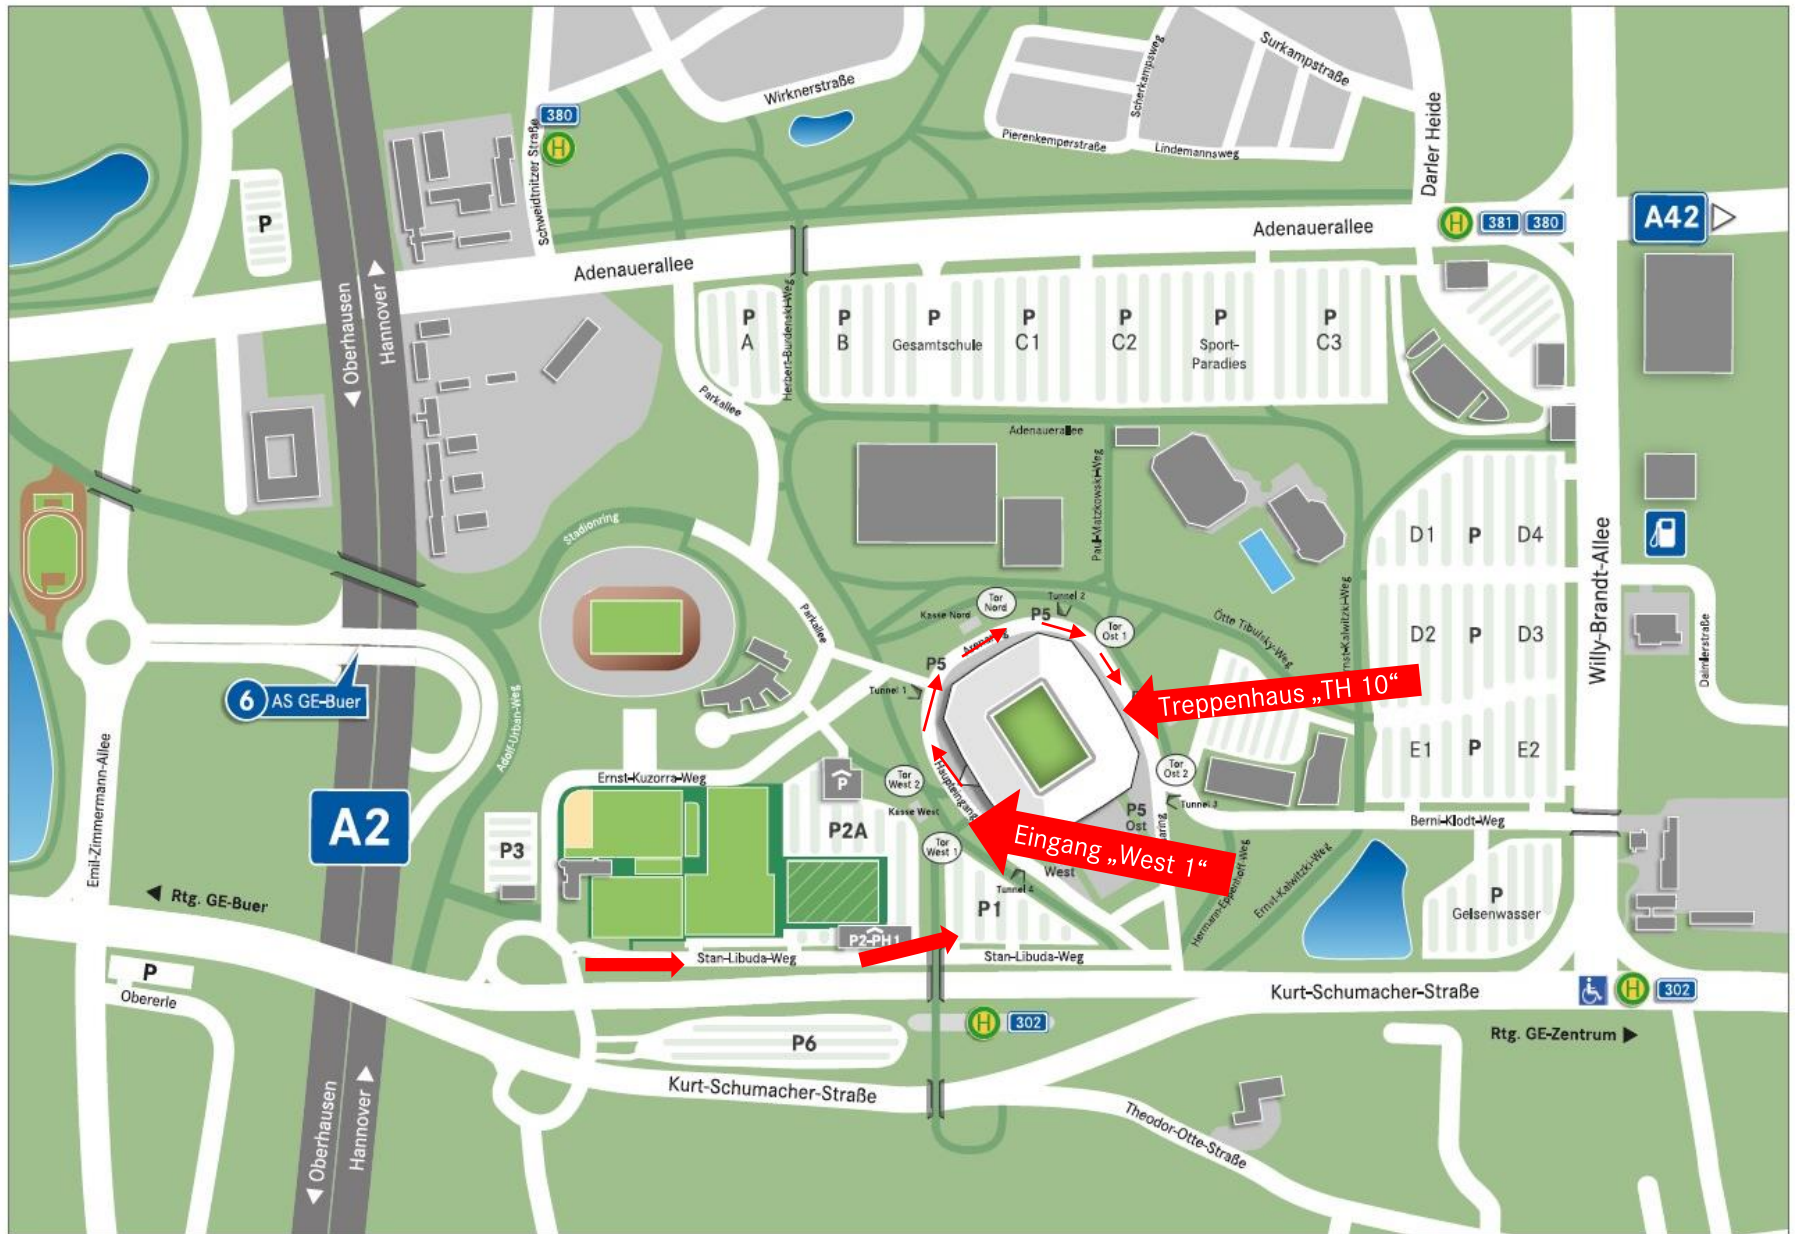 Wirknerstraße
Scherkampsweg
Surkampstraße
Pierenkemperstraße
Lindemannsweg
Darler Heide
380
H
Schweidtnitzer Straße
P
Adenauerallee
Adenauerallee
H
381
380
A42
Oberhausen
Hannover
Herbert-Burdenski-Weg
P
A
P
B
P
Gesamtschule
P
C1
P
C2
P
Sport-
Paradies
P
C3
Parkallee
Adenauerallee
Paul-Matzkowski-Weg
Stadionring
D1
P
D4
Willy-Brandt-Allee
Parkallee
Kasse Nord
Tor
Nord
Tunnel 2
P5
Tor
Ost 1
Otte Tibulsky-Weg
Ernst-Kalwitzki-Weg
D2
P
D3
Daimlerstraße
P5
Tunnel 1
6
AS GE-Buer
Adolf-Urban-Weg
Treppenhaus „TH 10“
E1
P
E2
Emil-Zimmermann-Allee
Ernst-Kuzorra-Weg
P
Tor
West 2
Haupteingang
Tor
Ost 2
Tunnel 3
A2
P3
P2A
Kasse West
P5
Ost
Berni-Klodt-Weg
Tor
West 1
Eingang „West 1“
West
Tunnel 4
Hermann-Eppenhoff-Weg
Ernst-Kalwitzki-Weg
Rtg. GE-Buer
P1
P
Gelsenwasser
P2-PH1
Stan-Libuda-Weg
Stan-Libuda-Weg
P
Obererle
Kurt-Schumacher-Straße
H
302
H
302
P6
Rtg. GE-Zentrum
Kurt-Schumacher-Straße
Oberhausen
Hannover
Theodor-Otte-Straße